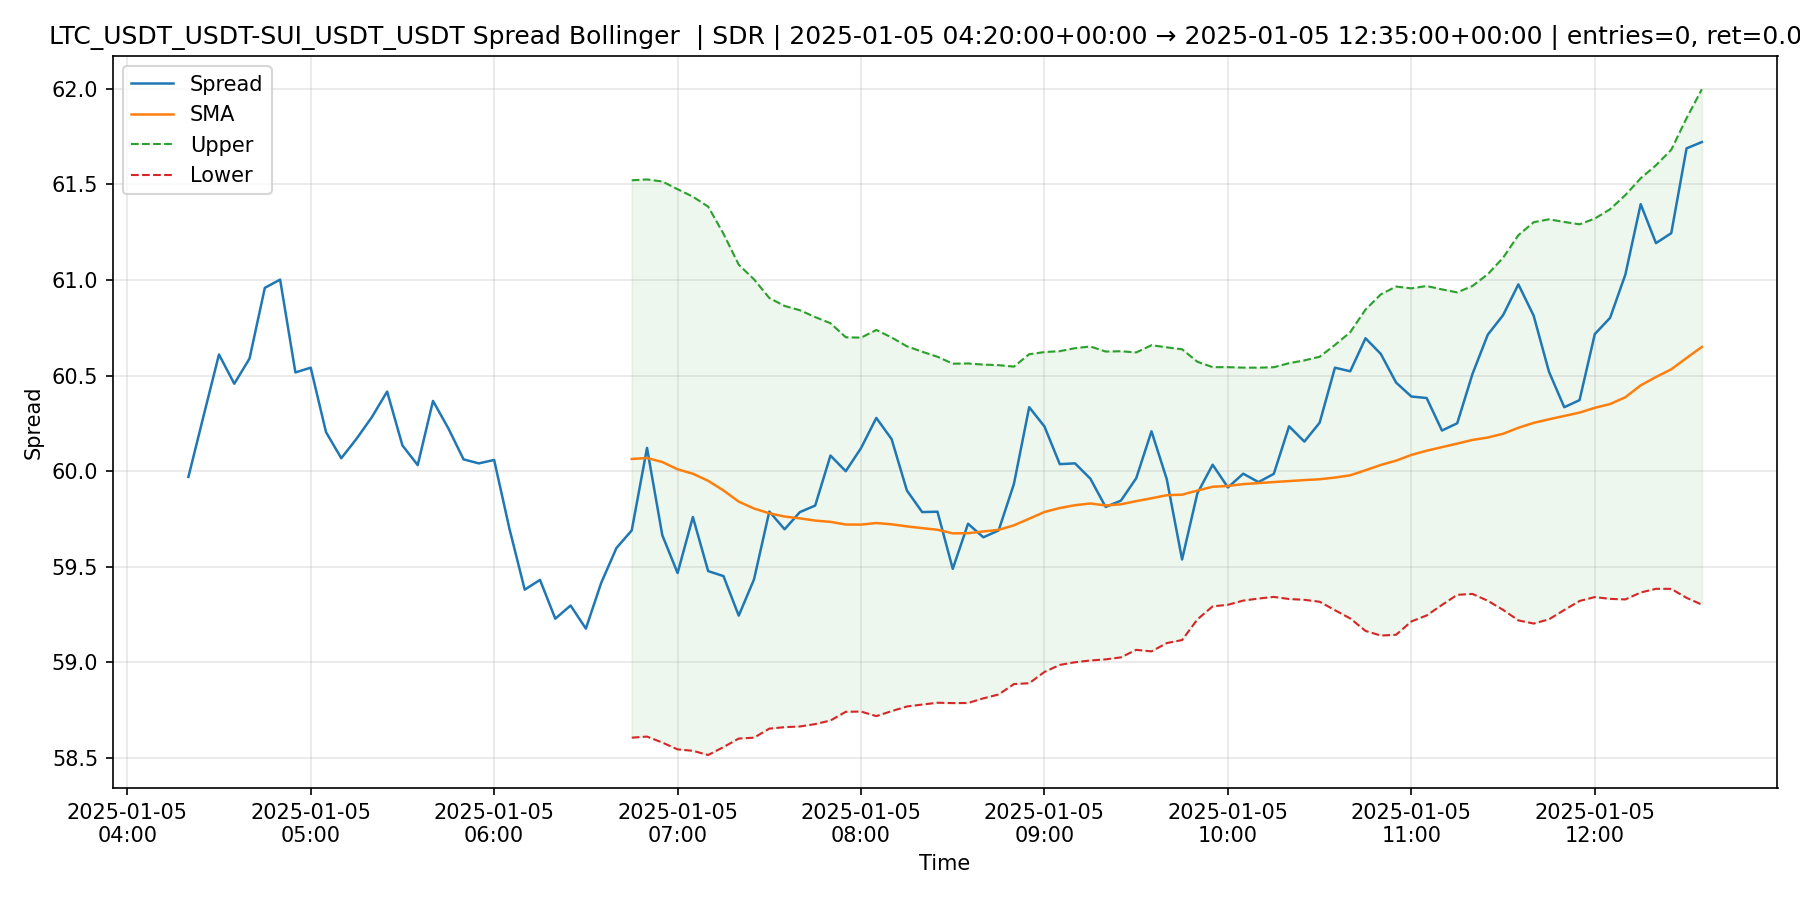 LTC_USDT_USDT-SUI_USDT_USDT Spread Bollinger | SDR | 2025-01-05 04:20:00+00:00 → 2025-01-05 12:35:00+00:00 | entries=0, ret=0.0
Spread
SMA
Upper
Lower
62.0
61.5
61.0
60.5
60.0
59.5
59.0
58.5
Spread
2025-01-05 2025-01-05 2025-01-05 2025-01-05 2025-01-05 2025-01-05 2025-01-05 2025-01-05 2025-01-05
04:00 05:00 06:00 07:00 08:00 09:00 10:00 11:00 12:00
Time